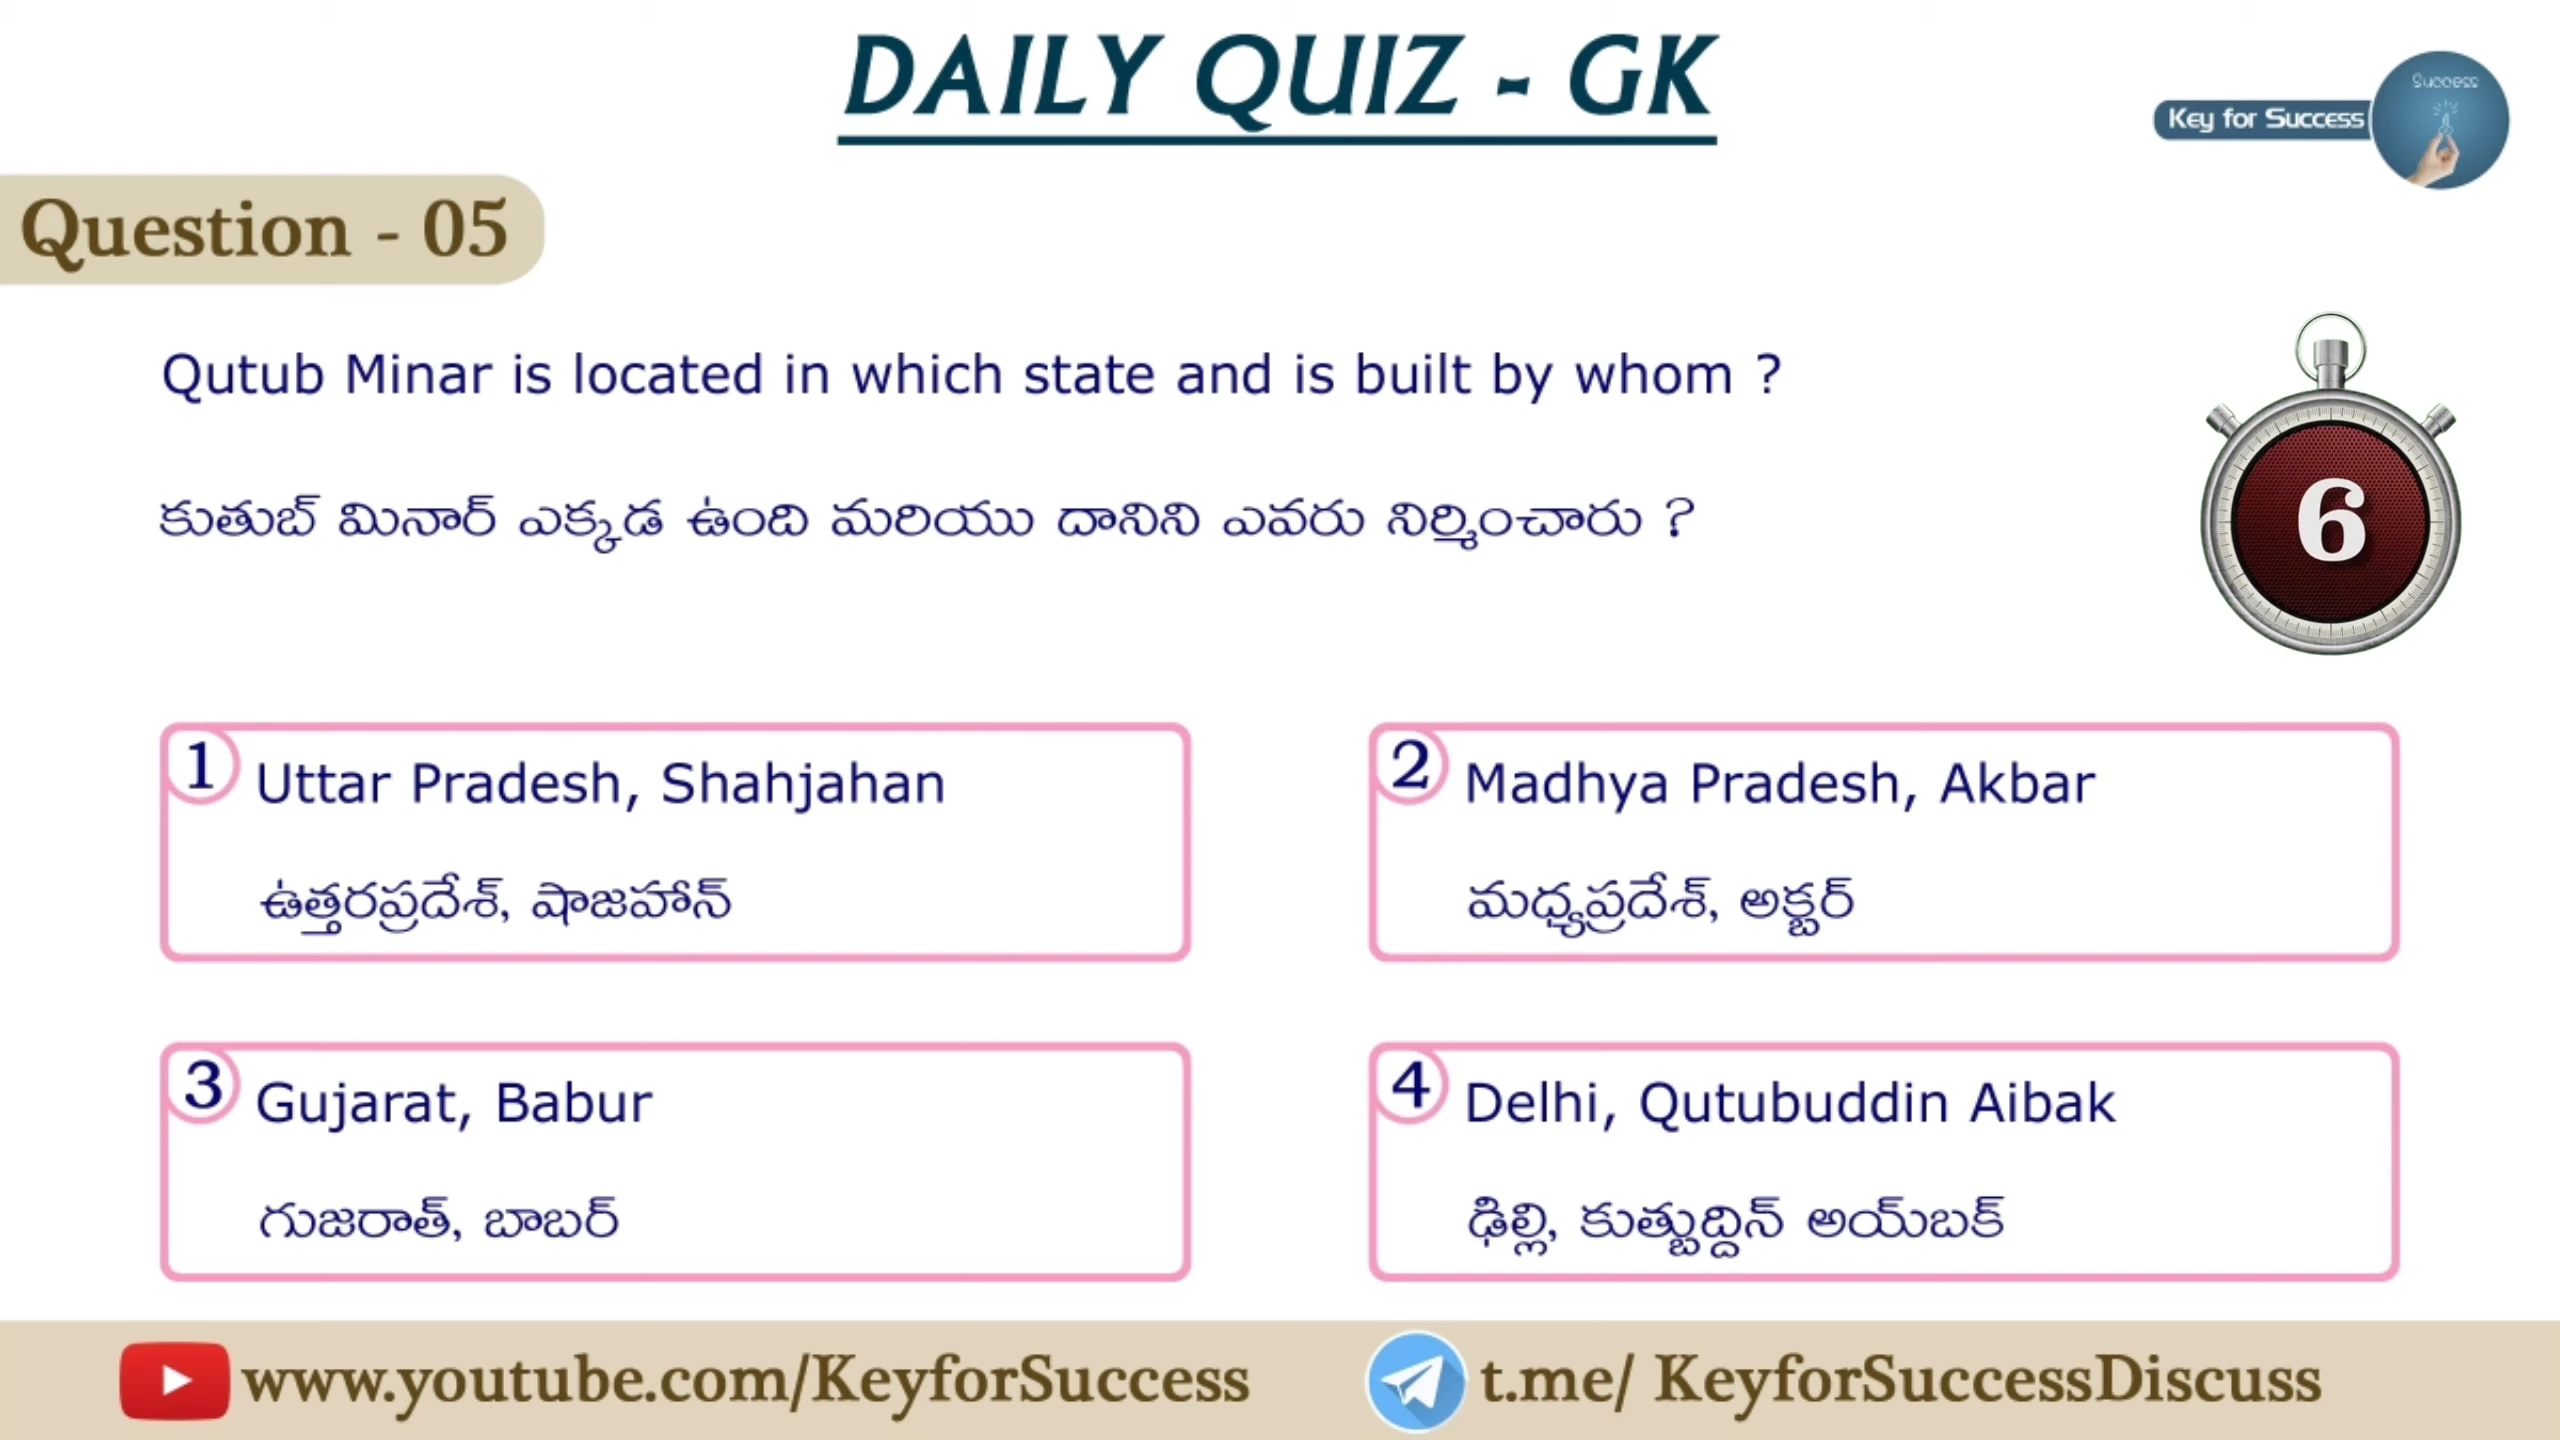 DAILY QUIZ - GK
Success
Key for Success
Question - 05
Qutub Minar is located in which state and is built by whom ?
కుతుబ్ మినార్ ఎక్కడ ఉంది మరియు దానిని ఎవరు నిర్మించారు ?
6
1 Uttar Pradesh, Shahjahan
ఉత్తరప్రదేశ్, షాజహాన్
2 Madhya Pradesh, Akbar
మధ్యప్రదేశ్, అక్బర్
3 Gujarat, Babur
గుజరాత్, బాబర్
4 Delhi, Qutubuddin Aibak
ఢిల్లి, కుత్బుద్దిన్ అయ్‌బక్
www.youtube.com/KeyforSuccess
t.me/ KeyforSuccessDiscuss